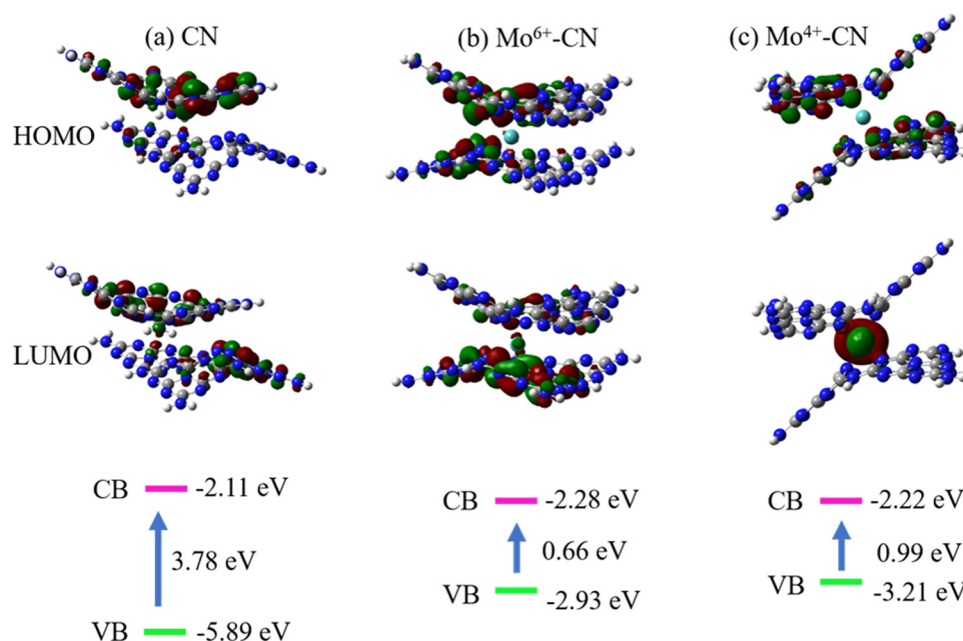 (a) CN
(b) Mo⁶⁺-CN
(c) Mo⁴⁺-CN
HOMO
LUMO
CB -2.11 eV
3.78 eV
VB -5.89 eV
CB -2.28 eV
0.66 eV
VB -2.93 eV
CB -2.22 eV
0.99 eV
VB -3.21 eV